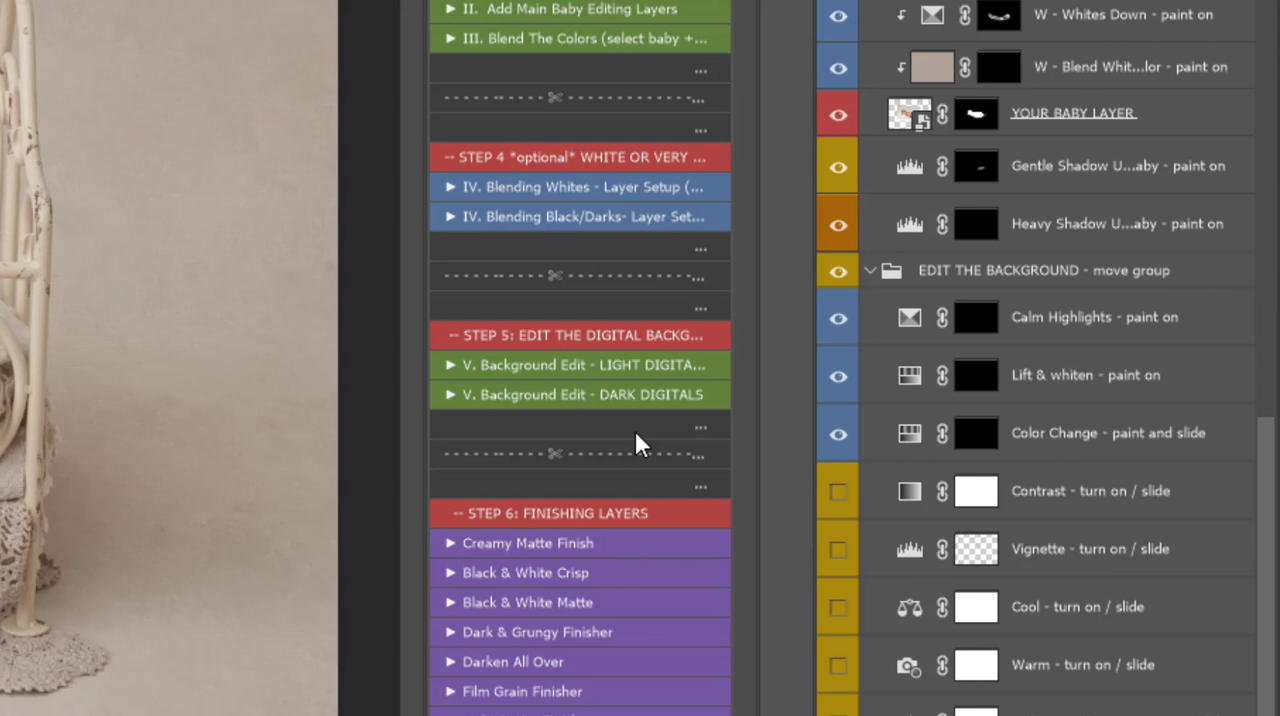 II. Add Main Baby Editing Layers
III. Blend The Colors (select baby +...
...
...
...
-- STEP 4 *optional* WHITE OR VERY ...
IV. Blending Whites - Layer Setup (...
IV. Blending Black/Darks- Layer Set...
...
...
...
-- STEP 5: EDIT THE DIGITAL BACKG...
V. Background Edit - LIGHT DIGITA...
V. Background Edit - DARK DIGITALS
...
...
...
-- STEP 6: FINISHING LAYERS
Creamy Matte Finish
Black & White Crisp
Black & White Matte
Dark & Grungy Finisher
Darken All Over
Film Grain Finisher
W - Whites Down - paint on
W - Blend Whit...lor - paint on
YOUR BABY LAYER
Gentle Shadow U...aby - paint on
Heavy Shadow U...aby - paint on
EDIT THE BACKGROUND - move group
Calm Highlights - paint on
Lift & whiten - paint on
Color Change - paint and slide
Contrast - turn on / slide
Vignette - turn on / slide
Cool - turn on / slide
Warm - turn on / slide